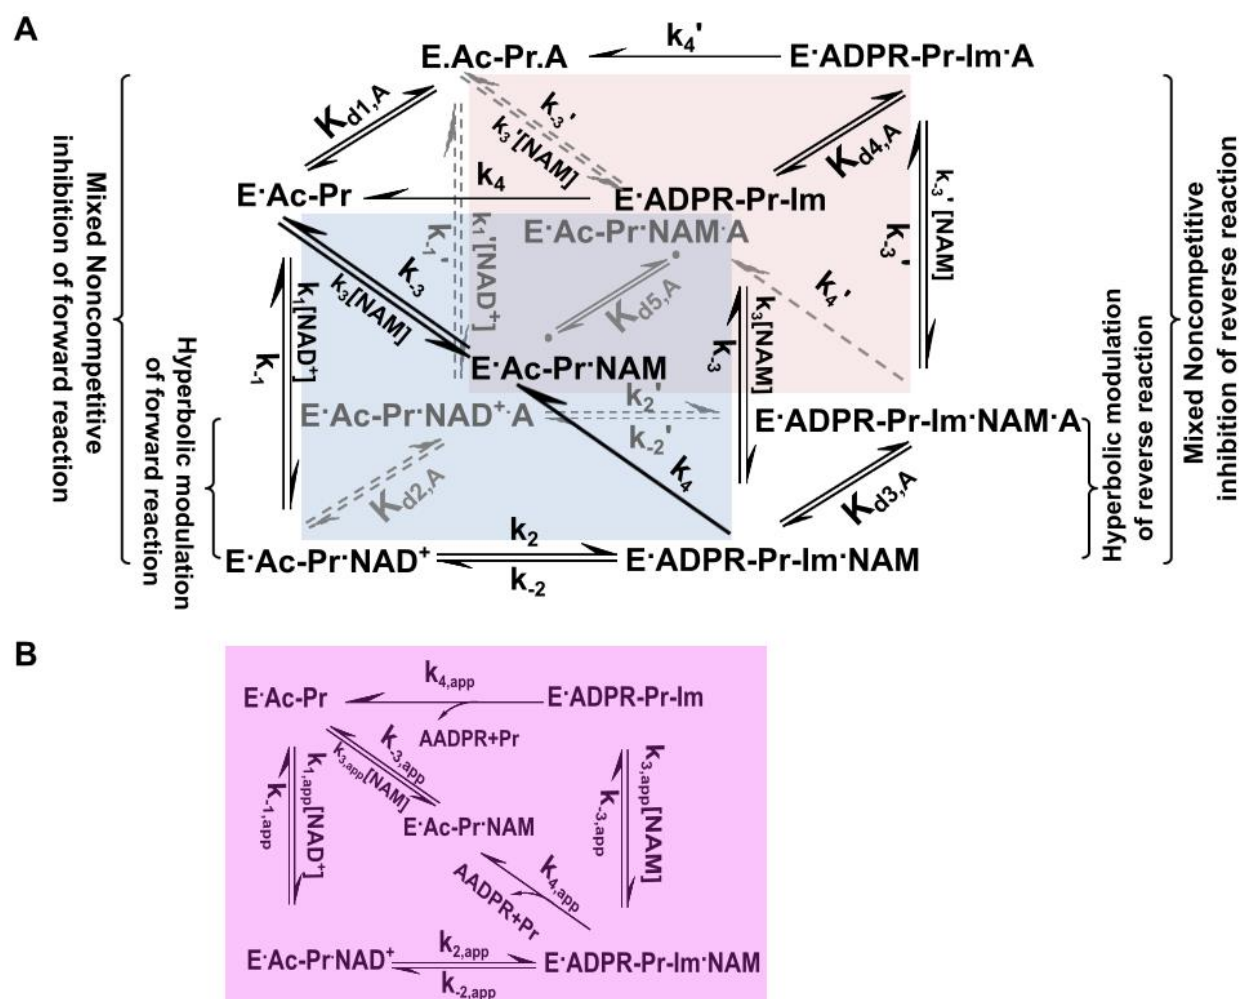 A
k₄'
E.Ac-Pr.A
E·ADPR-Pr-Im·A
K_d1,A
k₋₃'
k₃'[NAM]
K_d4,A
k₄
E·Ac-Pr
E·ADPR-Pr-Im
E·Ac-Pr·NAM·A
k₋₃
k₃[NAM]
k₋₁'
k₁'[NAD⁺]
K_d5,A
k₄'
k₋₃'
k₋₃'[NAM]
k₋₁
k₁[NAD⁺]
E·Ac-Pr·NAM
k₋₃
k₃[NAM]
E·Ac-Pr·NAD⁺·A
k₂'
k₋₂'
E·ADPR-Pr-Im·NAM·A
K_d2,A
k₄
K_d3,A
k₂
E·Ac-Pr·NAD⁺
E·ADPR-Pr-Im·NAM
k₋₂
Mixed Noncompetitive
inhibition of forward reaction
Hyperbolic modulation
of forward reaction
Hyperbolic modulation
of reverse reaction
Mixed Noncompetitive
inhibition of reverse reaction
B
k₄,app
E·Ac-Pr
E·ADPR-Pr-Im
AADPR+Pr
k₋₃,app
k₃,app[NAM]
k₋₁,app
k₁,app[NAD⁺]
k₋₃,app
k₃,app[NAM]
E·Ac-Pr·NAM
k₄,app
AADPR+Pr
k₂,app
E·Ac-Pr·NAD⁺
E·ADPR-Pr-Im·NAM
k₋₂,app